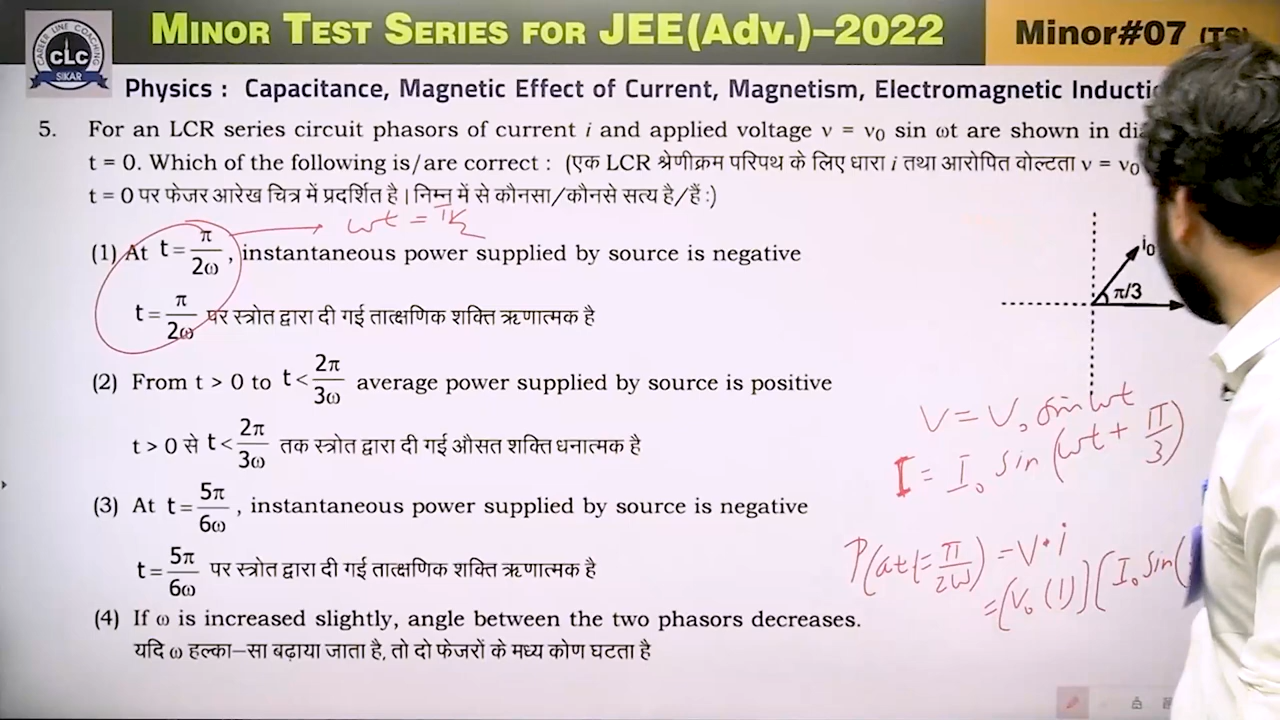 CAREER LINE COACHING
CLC
SIKAR
MINOR TEST SERIES FOR JEE(Adv.)–2022
Minor#07 (TS)
Physics : Capacitance, Magnetic Effect of Current, Magnetism, Electromagnetic
5. For an LCR series circuit phasors of current i and applied voltage v = v₀ sin ωt are shown in
t = 0. Which of the following is/are correct : (एक LCR श्रेणीक्रम परिपथ के लिए धारा i तथा आरोपित वोल्टता v = v₀
t = 0 पर फेजर आरेख चित्र में प्रदर्शित है। निम्न में से कौनसा/कौनसे सत्य है/हैं:)
ωt = π/2
(1) At t = π/2ω, instantaneous power supplied by source is negative
t = π/2ω पर स्त्रोत द्वारा दी गई तात्क्षणिक शक्ति ऋणात्मक है
i₀
π/3
(2) From t > 0 to t < 2π/3ω average power supplied by source is positive
t > 0 से t < 2π/3ω तक स्त्रोत द्वारा दी गई औसत शक्ति धनात्मक है
V = V₀ sin ωt
I = I₀ sin (ωt + π/3)
(3) At t = 5π/6ω, instantaneous power supplied by source is negative
t = 5π/6ω पर स्त्रोत द्वारा दी गई तात्क्षणिक शक्ति ऋणात्मक है
P(at t = π/2ω) = V·i
= (V₀ (1)) (I₀ sin(
(4) If ω is increased slightly, angle between the two phasors decreases.
यदि ω हल्का–सा बढ़ाया जाता है, तो दो फेजरों के मध्य कोण घटता है